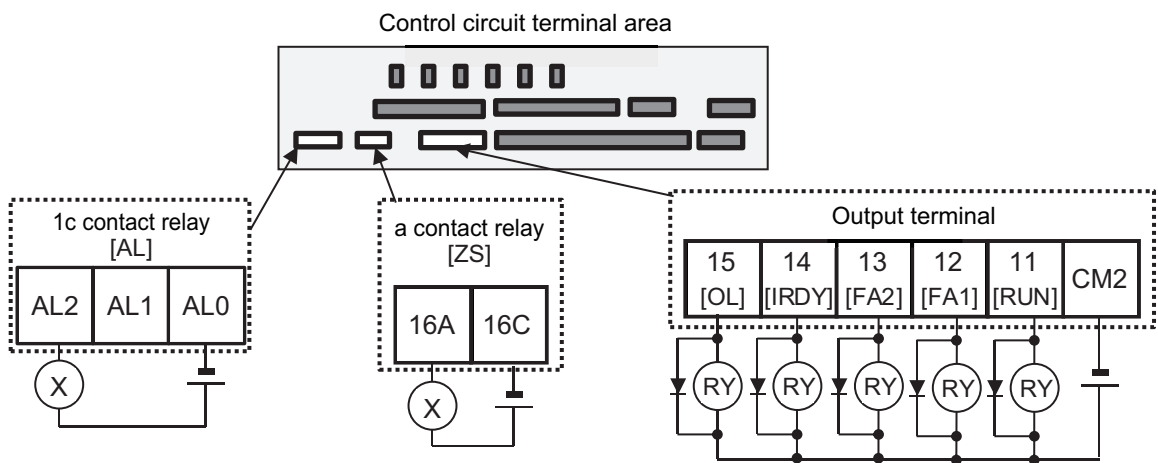 Control circuit terminal area
1c contact relay
[AL]
AL2 AL1 AL0
X
a contact relay
[ZS]
16A 16C
X
Output terminal
15 14 13 12 11 CM2
[OL] [IRDY] [FA2] [FA1] [RUN]
RY RY RY RY RY